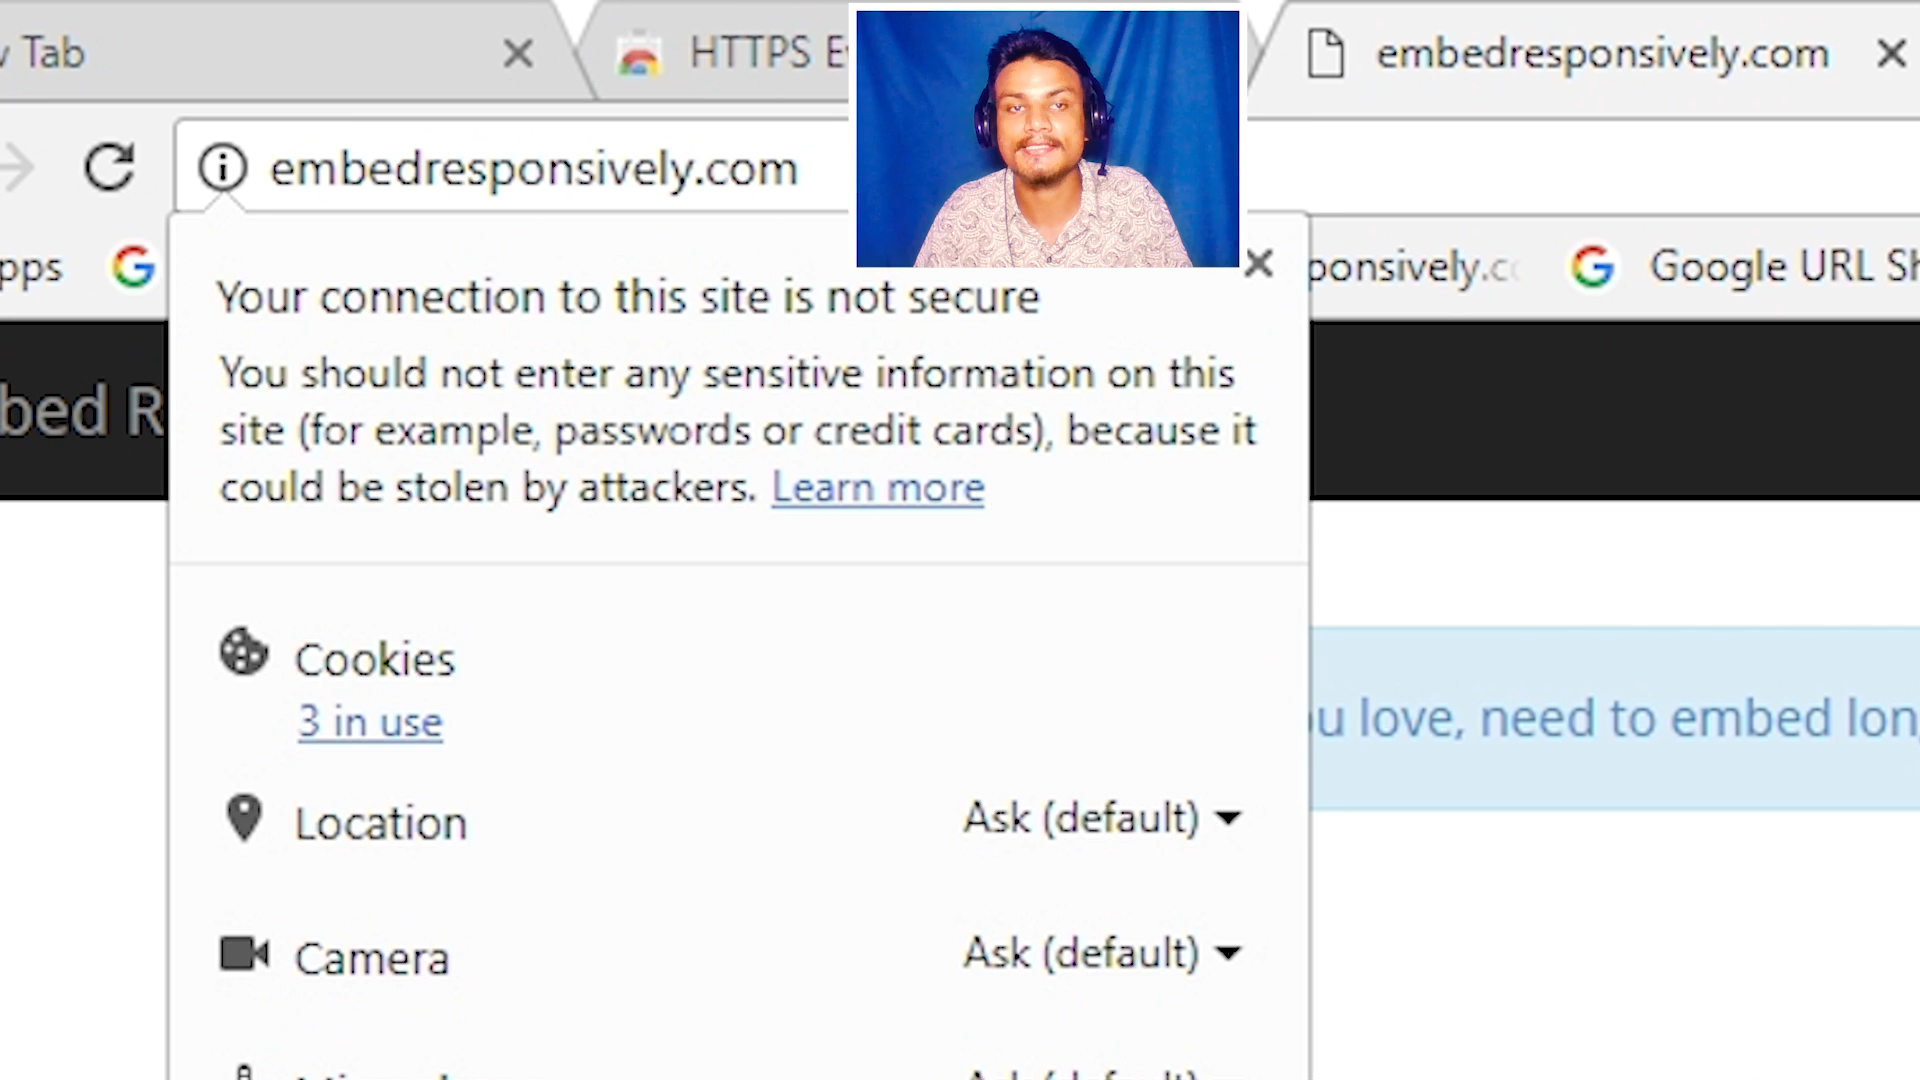 Tab
HTTPS
embedresponsively.com
embedresponsively.com
pps
ponsively.c
Google URL Sh
bed R
Your connection to this site is not secure
You should not enter any sensitive information on this
site (for example, passwords or credit cards), because it
could be stolen by attackers. Learn more
Cookies
3 in use
u love, need to embed lon
Location
Ask (default)
Camera
Ask (default)